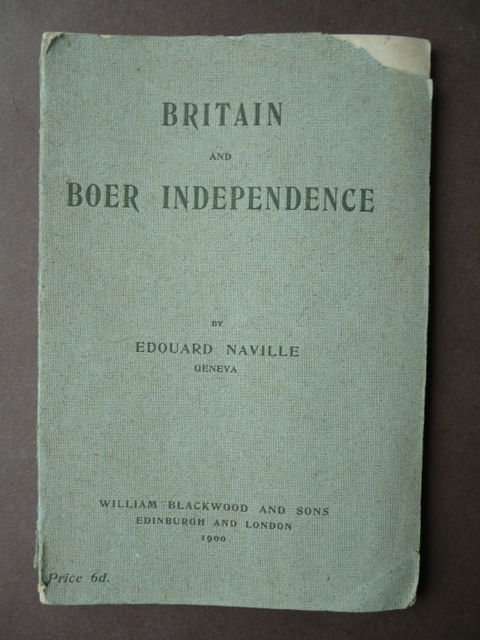 BRITAIN
AND
BOER INDEPENDENCE
BY
EDOUARD NAVILLE
GENEVA
WILLIAM BLACKWOOD AND SONS
EDINBURGH AND LONDON
1900
Price 6d.